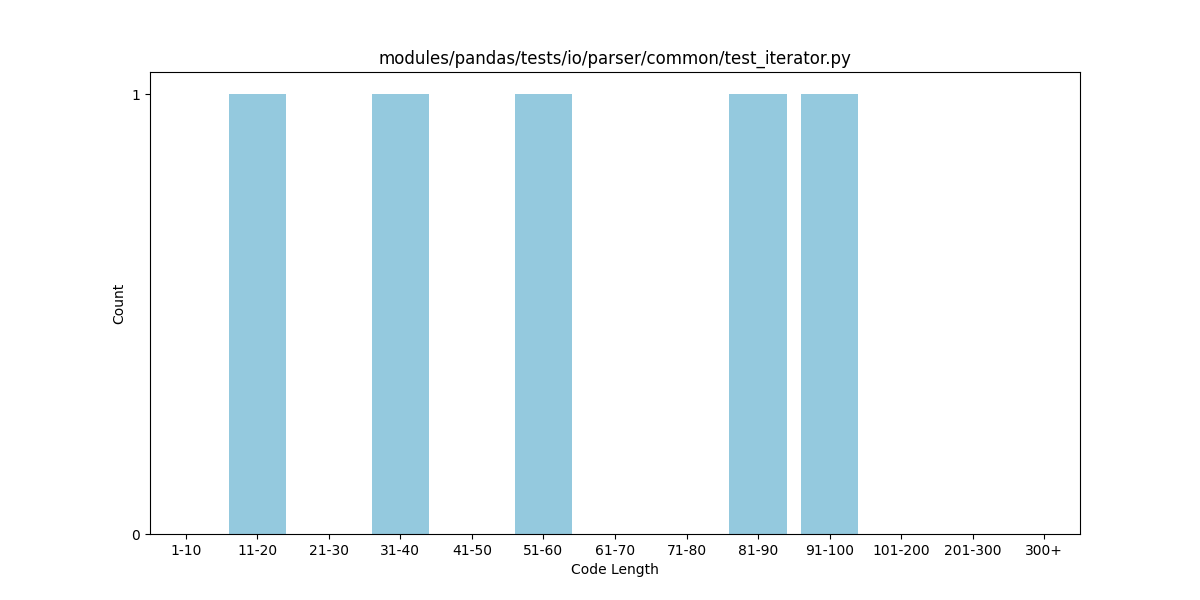 modules/pandas/tests/io/parser/common/test_iterator.py
1
Count
0
1-10 11-20 21-30 31-40 41-50 51-60 61-70 71-80 81-90 91-100 101-200 201-300 300+
Code Length